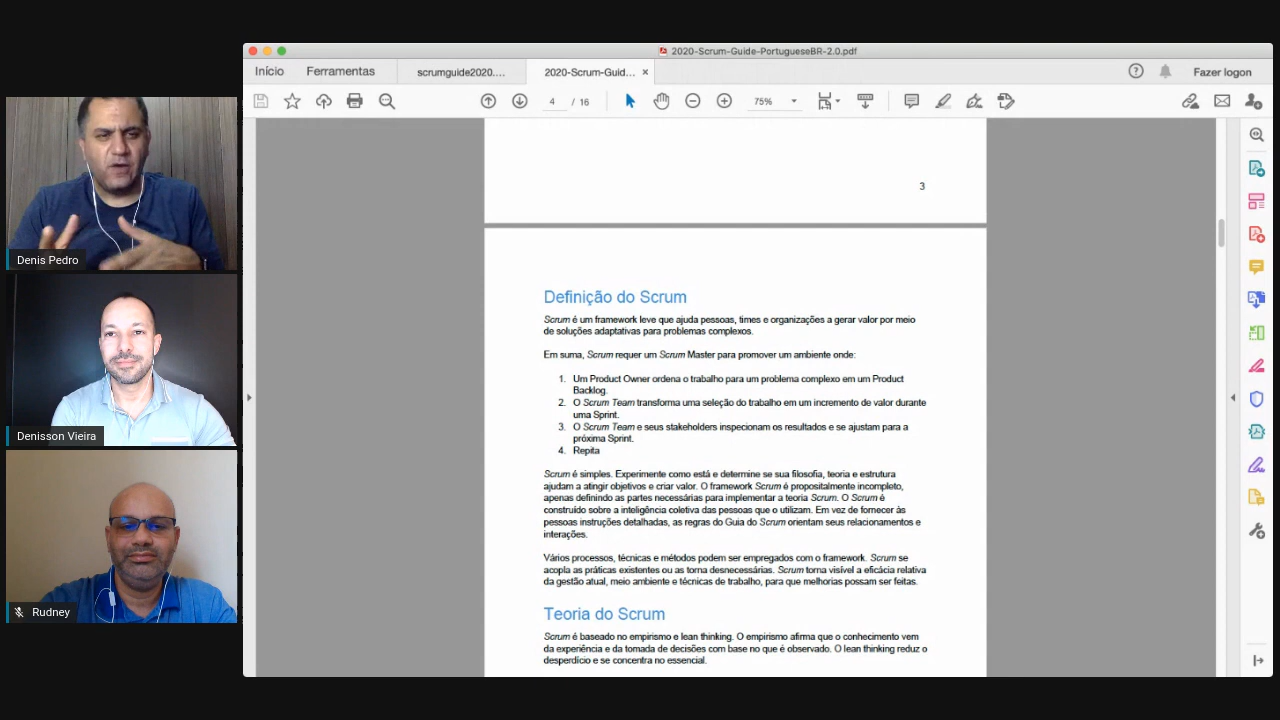 2020-Scrum-Guide-PortugueseBR-2.0.pdf
Início
Ferramentas
scrumguide2020....
2020-Scrum-Guid... ×
Fazer logon
4 / 16
75%
Denis Pedro
Denisson Vieira
Rudney
3
Definição do Scrum
Scrum é um framework leve que ajuda pessoas, times e organizações a gerar valor por meio
de soluções adaptativas para problemas complexos.
Em suma, Scrum requer um Scrum Master para promover um ambiente onde:
1. Um Product Owner ordena o trabalho para um problema complexo em um Product
Backlog.
2. O Scrum Team transforma uma seleção do trabalho em um incremento de valor durante
uma Sprint.
3. O Scrum Team e seus stakeholders inspecionam os resultados e se ajustam para a
próxima Sprint.
4. Repita
Scrum é simples. Experimente como está e determine se sua filosofia, teoria e estrutura
ajudam a atingir objetivos e criar valor. O framework Scrum é propositalmente incompleto,
apenas definindo as partes necessárias para implementar a teoria Scrum. O Scrum é
construído sobre a inteligência coletiva das pessoas que o utilizam. Em vez de fornecer às
pessoas instruções detalhadas, as regras do Guia do Scrum orientam seus relacionamentos e
interações.
Vários processos, técnicas e métodos podem ser empregados com o framework. Scrum se
acopla as práticas existentes ou as torna desnecessárias. Scrum torna visível a eficácia relativa
da gestão atual, meio ambiente e técnicas de trabalho, para que melhorias possam ser feitas.
Teoria do Scrum
Scrum é baseado no empirismo e lean thinking. O empirismo afirma que o conhecimento vem
da experiência e da tomada de decisões com base no que é observado. O lean thinking reduz o
desperdício e se concentra no essencial.